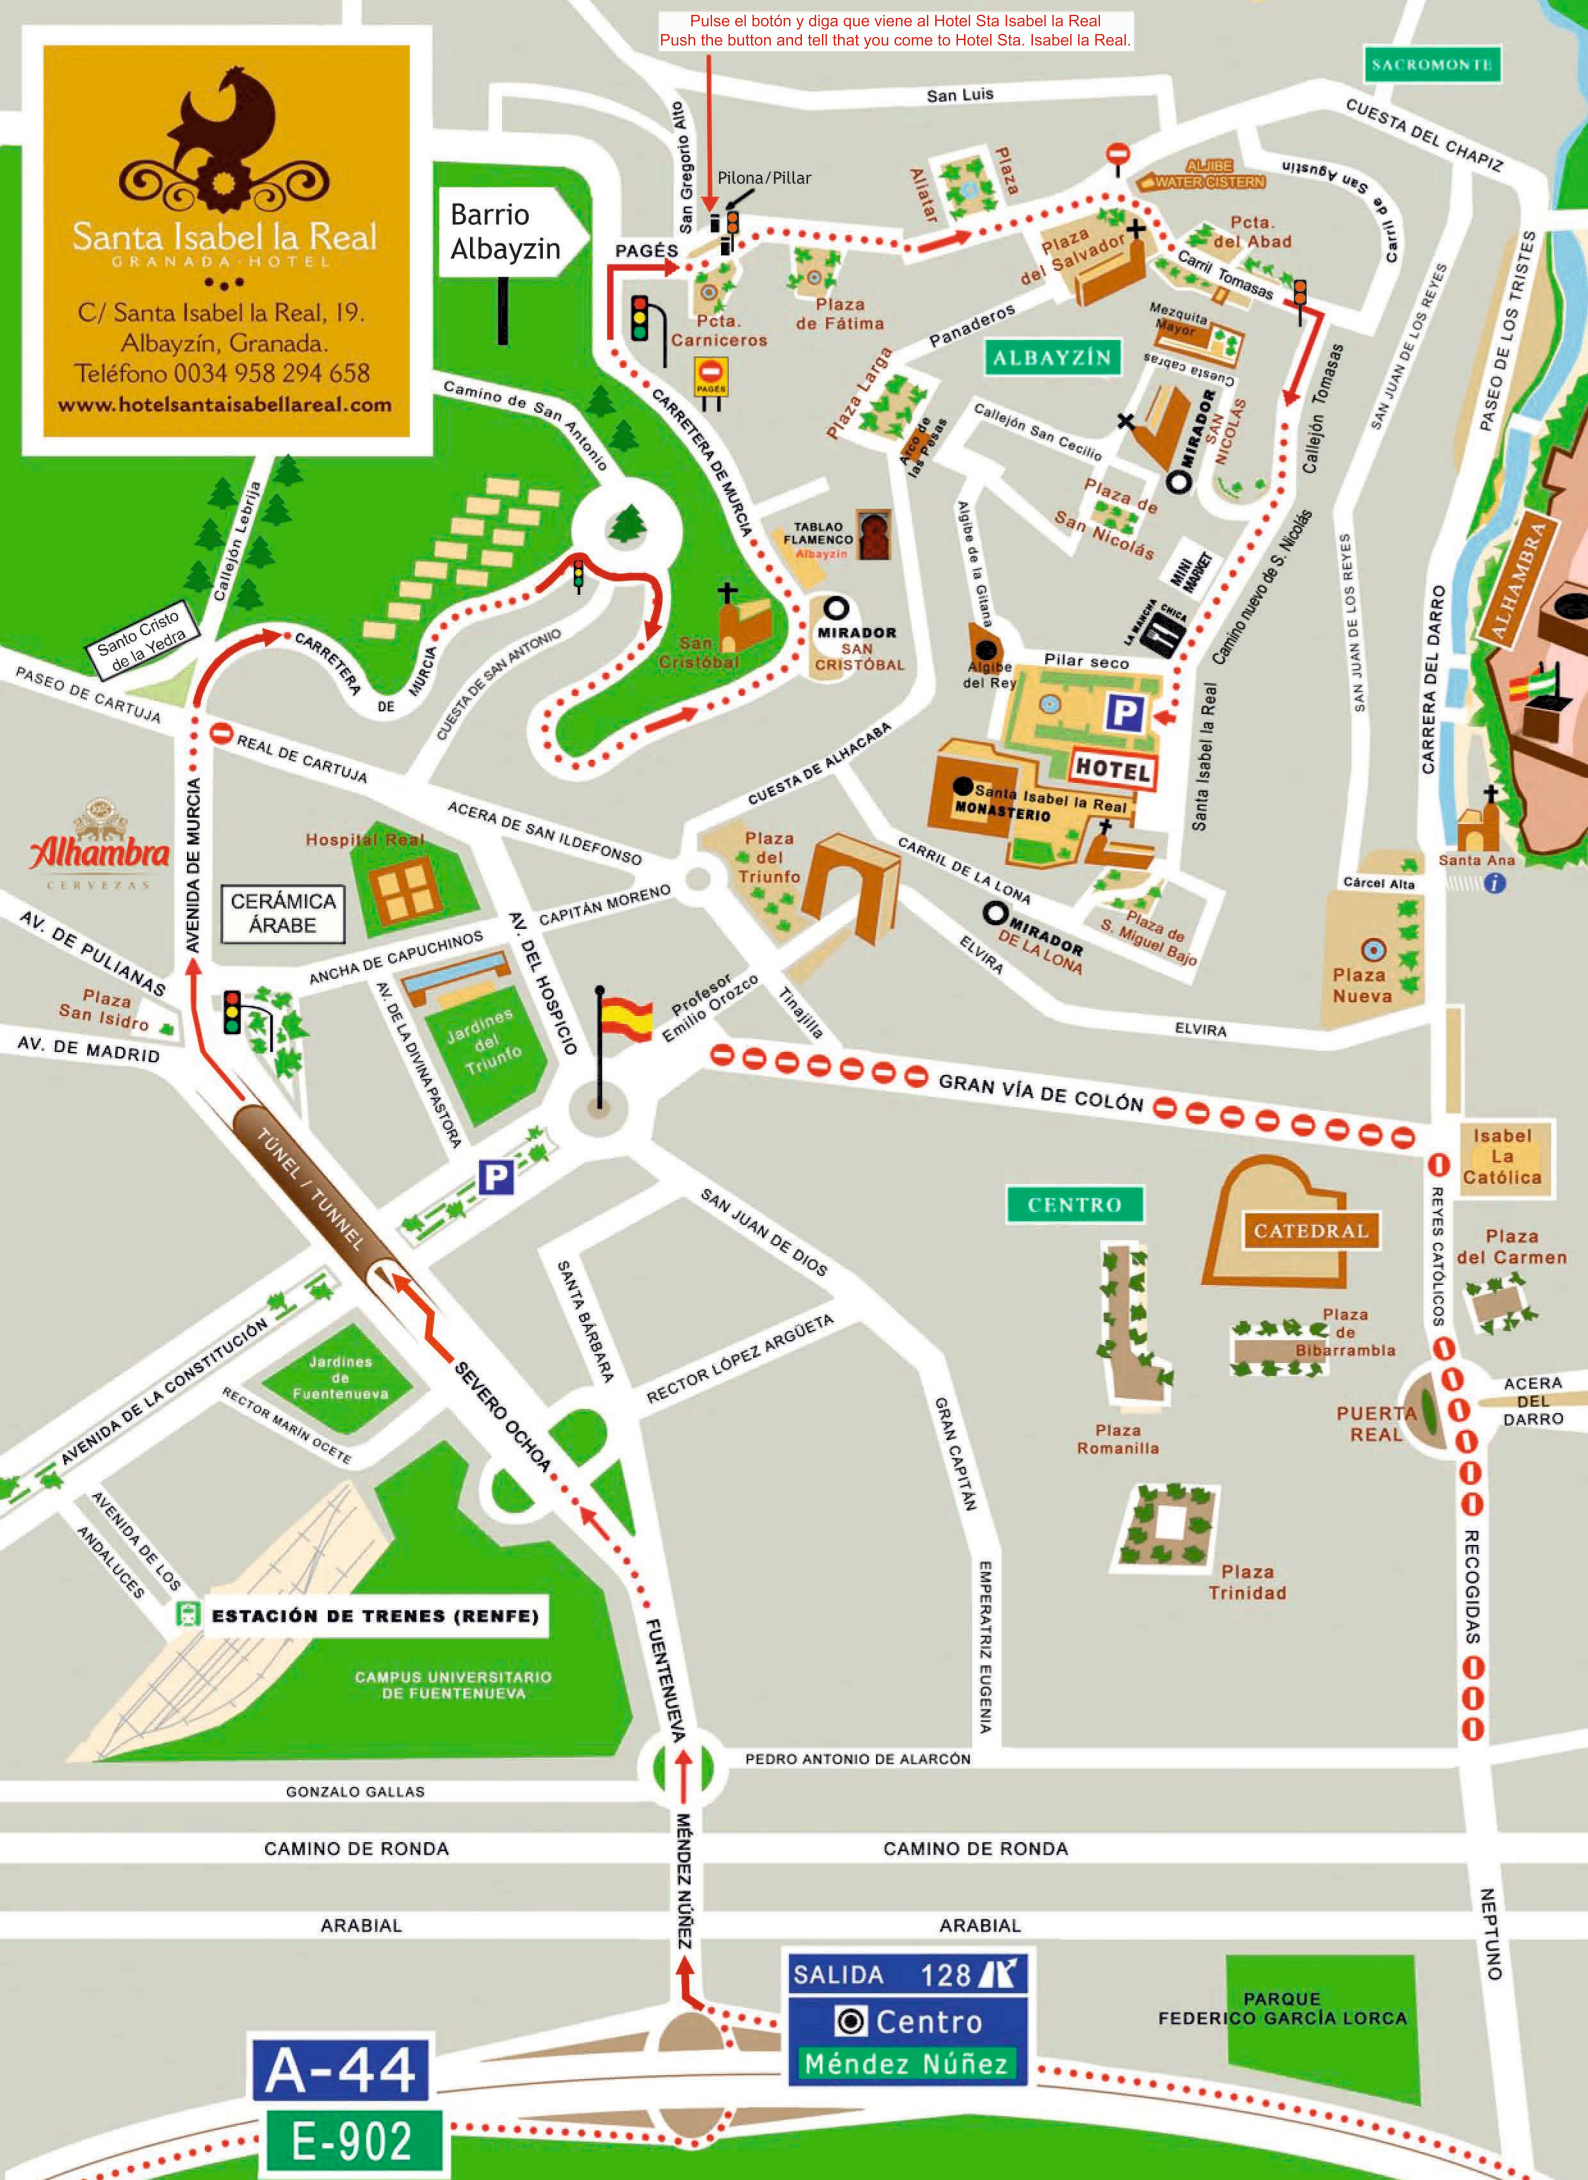 Pulse el botón y diga que viene al Hotel Sta Isabel la Real
Push the button and tell that you come to Hotel Sta. Isabel la Real.
SACROMONTE
Santa Isabel la Real
GRANADA·HOTEL
C/ Santa Isabel la Real, 19.
Albayzín, Granada.
Teléfono 0034 958 294 658
www.hotelsantaisabellareal.com
San Luis
CUESTA DEL CHAPIZ
San Gregorio Alto
Pilona/Pillar
Barrio
Albayzin
PAGÉS
Plaza
Aliatar
ALJIBE
WATER CISTERN
Carril de San Agustín
Pcta.
del Abad
Plaza
del Salvador
Carril Tomasas
Plaza
de Fátima
Pcta.
Carniceros
PAGÉS
Panaderos
Mezquita
Mayor
ALBAYZÍN
Cuesta cabras
Plaza Larga
Arco de
las Pesas
Callejón San Cecilio
MIRADOR
SAN
NICOLÁS
Callejón Tomasas
SAN JUAN DE LOS REYES
PASEO DE LOS TRISTES
Camino de San Antonio
CARRETERA DE MURCIA
Callejón Lebrija
TABLAO
FLAMENCO
Albayzin
Plaza de
San Nicolás
Algibe de la Gitana
MINI
MARKET
LA MANCHA
CHICA
Camino nuevo de S. Nicolás
SAN JUAN DE LOS REYES
CARRERA DEL DARRO
ALHAMBRA
Santo Cristo
de la Yedra
CARRETERA
DE
MURCIA
CUESTA DE SAN ANTONIO
San
Cristóbal
MIRADOR
SAN
CRISTÓBAL
Algibe
del Rey
Pilar seco
P
HOTEL
Santa Isabel la Real
PASEO DE CARTUJA
REAL DE CARTUJA
CUESTA DE ALHACABA
Santa Isabel la Real
MONASTERIO
Alhambra
CERVEZAS
AVENIDA DE MURCIA
ACERA DE SAN ILDEFONSO
Hospital Real
Plaza
del
Triunfo
CARRIL DE LA LONA
Santa Ana
i
Cárcel Alta
CERÁMICA
ÁRABE
CAPITÁN MORENO
MIRADOR
DE LA LONA
Plaza de
S. Miguel Bajo
AV. DE PULIANAS
ANCHA DE CAPUCHINOS
AV. DEL HOSPICIO
ELVIRA
Plaza
Nueva
Plaza
San Isidro
AV. DE LA DIVINA PASTORA
Jardines
del
Triunfo
Profesor
Emilio Orozco
Tinajilla
ELVIRA
AV. DE MADRID
GRAN VÍA DE COLÓN
TÚNEL / TUNNEL
P
Isabel
La
Católica
CENTRO
CATEDRAL
REYES CATÓLICOS
Plaza
del Carmen
SAN JUAN DE DIOS
SANTA BÁRBARA
AVENIDA DE LA CONSTITUCIÓN
Jardines
de
Fuentenueva
RECTOR MARÍN OCETE
SEVERO OCHOA
RECTOR LÓPEZ ARGÜETA
Plaza
de
Bibarrambla
ACERA
DEL
DARRO
PUERTA
REAL
GRAN CAPITÁN
Plaza
Romanilla
AVENIDA DE LOS
ANDALUCES
Plaza
Trinidad
RECOGIDAS
ESTACIÓN DE TRENES (RENFE)
FUENTENUEVA
EMPERATRIZ EUGENIA
CAMPUS UNIVERSITARIO
DE FUENTENUEVA
PEDRO ANTONIO DE ALARCÓN
GONZALO GALLAS
MÉNDEZ NÚÑEZ
CAMINO DE RONDA
CAMINO DE RONDA
NEPTUNO
ARABIAL
ARABIAL
SALIDA 128
Centro
Méndez Núñez
PARQUE
FEDERICO GARCÍA LORCA
A-44
E-902